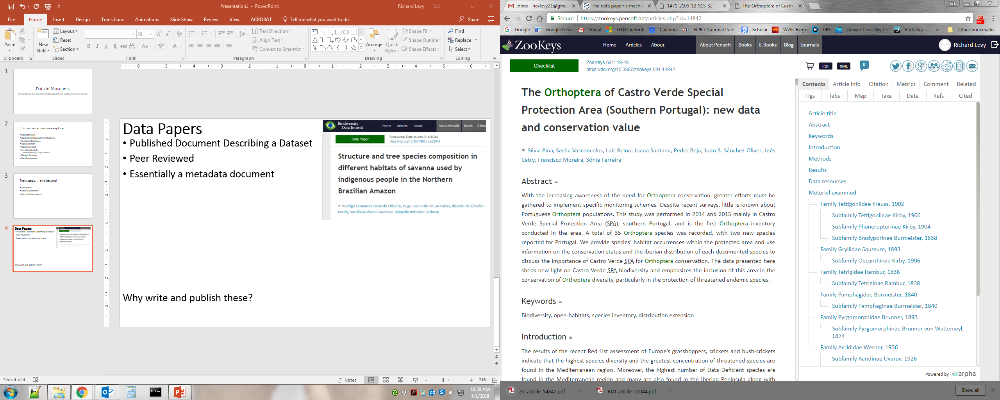 Presentation1 - PowerPoint
Richard Levy
File Home Insert Design Transitions Animations Slide Show Review View ACROBAT Tell me what you want to do
Share
Paste
New
Slide
Layout
Reset
Section
28
B I U S abc AV Aa A
Text Direction
Align Text
Convert to SmartArt
Arrange
Quick
Styles
Shape Fill
Shape Outline
Shape Effects
Find
Replace
Select
Clipboard Slides Font Paragraph Drawing Editing
6 5 4 3 2 1 0 1 2 3 4 5 6
1
Data in Museums
Coming full circle from data and metadata origination and curation, to its use in research
2
This semester we have explored
• Data Standards
• Data/Content Management Systems
• Relational Databases
• Data Collection
• Data Processing
• Enriching Records
• Georeferencing, Image Metadata
• Dataset Curation
• Data Management
3
Next steps..... and beyond
• Data papers
• Data use/research
• Reproducible research
4
Data Papers
• Published Document Describing a Dataset
• Peer Reviewed
• Essentially a metadata document
Why write and publish these?
3 2 1 0 1 2 3
Data Papers
• Published Document Describing a Dataset
• Peer Reviewed
• Essentially a metadata document
Biodiversity
Data Journal
Home Articles About About Pensoft Books E-Boo
Data Paper
Biodiversity Data Journal 5: e20044
https://doi.org/10.3897/BDJ.5.e20044
Structure and tree species composition in
different habitats of savanna used by
indigenous people in the Northern
Brazilian Amazon
Rodrigo Leonardo Costa de Oliveira, Hugo Leonardo Sousa Farias, Ricardo de Oliveira
Perdiz, Veridiana Vizoni Scudeller, Reinaldo Imbrozio Barbosa
Why write and publish these?
Slide 4 of 4
Notes
74%
10:38 AM
5/1/2018
Inbox - ricklevy21@gmai
The data paper: a mecha
1471-2105-12-S15-S2
The Orthoptera of Castro
Rick
Secure https://zookeys.pensoft.net/articles.php?id=14842
99+
Google Google News Gmail DBG Outlook Calendar NPR : National Publi Scholar Wells Fargo PBS Denver Clear Sky Ch EarthSky » Other bookmarks
ZooKeys
Home Articles About About Pensoft Books E-Books Blog Journals
Richard Levy
Checklist
ZooKeys 691: 19-48
https://doi.org/10.3897/zookeys.691.14842
PDF XML 0
The Orthoptera of Castro Verde Special
Protection Area (Southern Portugal): new data
and conservation value
Sílvia Pina, Sasha Vasconcelos, Luís Reino, Joana Santana, Pedro Beja, Juan S. Sánchez-Oliver, Inês
Catry, Francisco Moreira, Sónia Ferreira
Abstract
With the increasing awareness of the need for Orthoptera conservation, greater efforts must be
gathered to implement specific monitoring schemes. Despite recent surveys, little is known about
Portuguese Orthoptera populations. This study was performed in 2014 and 2015 mainly in Castro
Verde Special Protection Area (SPA), southern Portugal, and is the first Orthoptera inventory
conducted in the area. A total of 35 Orthoptera species was recorded, with two new species
reported for Portugal. We provide species’ habitat occurrences within the protected area and use
information on the conservation status and the Iberian distribution of each documented species to
discuss the importance of Castro Verde SPA for Orthoptera conservation. The data presented here
sheds new light on Castro Verde SPA biodiversity and emphasizes the inclusion of this area in the
conservation of Orthoptera diversity, particularly in the protection of threatened endemic species.
Keywords
Biodiversity, open-habitats, species inventory, distribution extension
Introduction
The results of the recent Red List assessment of Europe’s grasshoppers, crickets and bush-crickets
indicate that the highest species diversity and the greatest concentration of threatened species are
found in the Mediterranean region. Moreover, the highest number of Data Deficient species are
found in the Mediterranean region and many are also found in the Iberian Peninsula along with
Contents Article info Citation Metrics Comment Related
Figs Tabs Map Taxa Data Refs Cited
Article title
Abstract
Keywords
Introduction
Methods
Results
Data resources
Material examined
Family Tettigoniidae Krauss, 1902
Subfamily Tettigoniinae Kirby, 1906
Subfamily Phaneropterinae Kirby, 1904
Subfamily Bradyporinae Burmeister, 1838
Family Gryllidae Saussure, 1893
Subfamily Oecanthinae Kirby, 1906
Family Tetrigidae Rambur, 1838
Subfamily Tetriginae Rambur, 1838
Family Pamphagidae Burmeister, 1840
Subfamily Pamphaginae Burmeister, 1840
Family Pyrgomorphidae Brunner, 1893
Subfamily Pyrgomorphinae Brunner von Wattenwyl,
1874
Family Acrididae Werner, 1936
Subfamily Acridinae Uvarov, 1926
Powered by arpha
ZK_article_14842.pdf
BDJ_article_20044.pdf
Show all